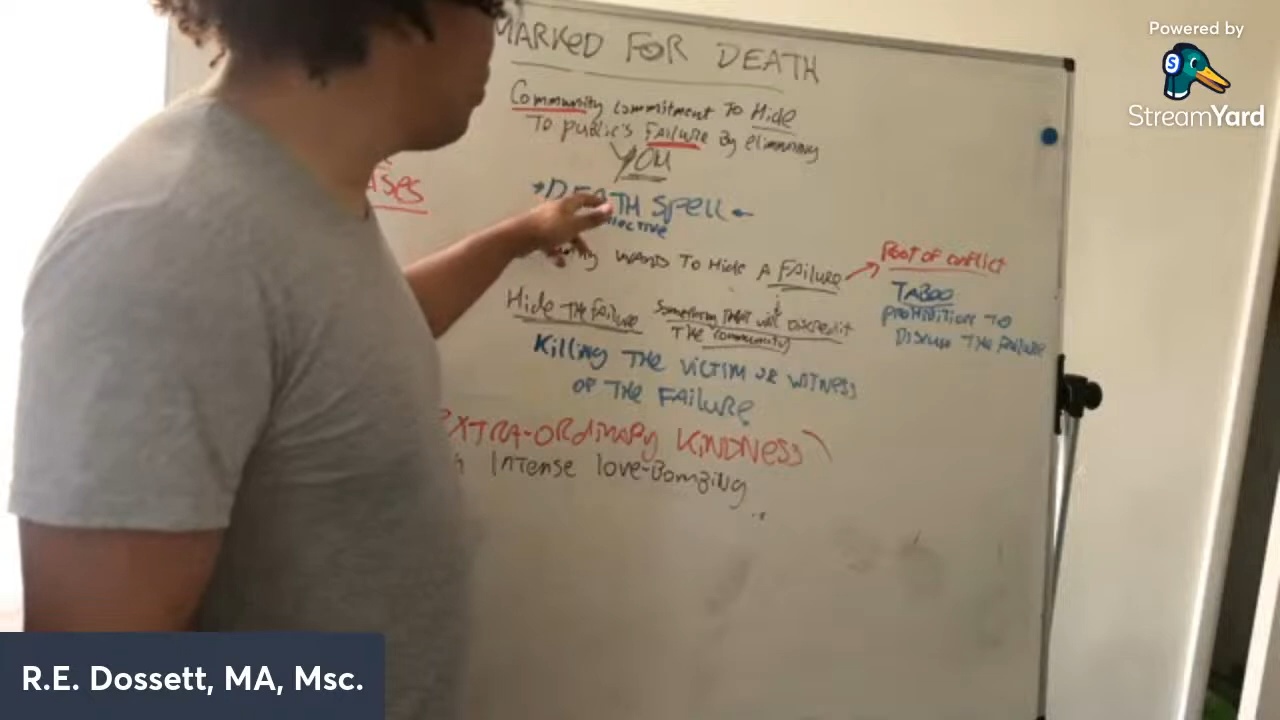 MARKED FOR DEATH
Community commitment To Hide
To public's Failure By elimining
YOU
DEATH Spell
WAND To Hide A FAilure
Root of conflict
TABOO
PROHIBITION TO
Discuss THE FAilure
Hide THE FAilure
Something THAT will Discredit
THE community
Killing THE VICTIM OR WITNESS
OF THE FAILURE
EXTRA-ORdinARy KiNDNESS
Intense love-Bombing
Powered by
StreamYard
S
R.E. Dossett, MA, Msc.